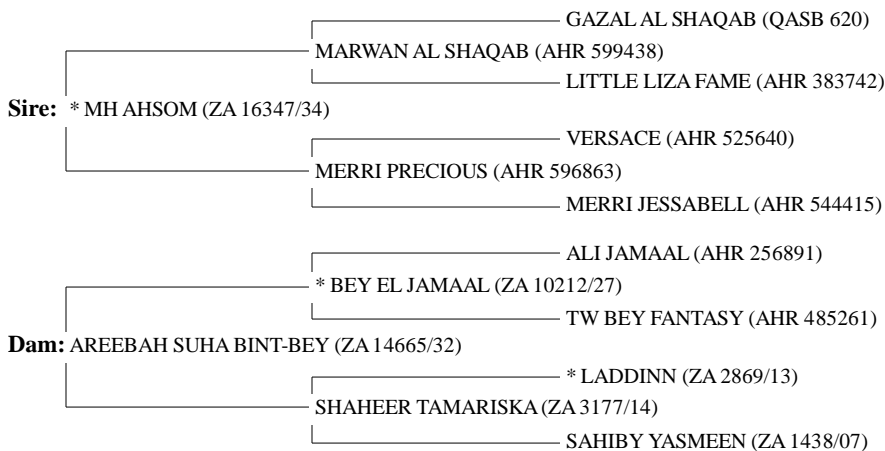 GAZAL AL SHAQAB (QASB 620)
MARWAN AL SHAQAB (AHR 599438)
LITTLE LIZA FAME (AHR 383742)
Sire: * MH AHSOM (ZA 16347/34)
VERSACE (AHR 525640)
MERRI PRECIOUS (AHR 596863)
MERRI JESSABELL (AHR 544415)
ALI JAMAAL (AHR 256891)
* BEY EL JAMAAL (ZA 10212/27)
TW BEY FANTASY (AHR 485261)
Dam: AREEBAH SUHA BINT-BEY (ZA 14665/32)
* LADDINN (ZA 2869/13)
SHAHEER TAMARISKA (ZA 3177/14)
SAHIBY YASMEEN (ZA 1438/07)